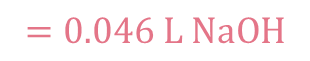 = 0.046 L NaOH